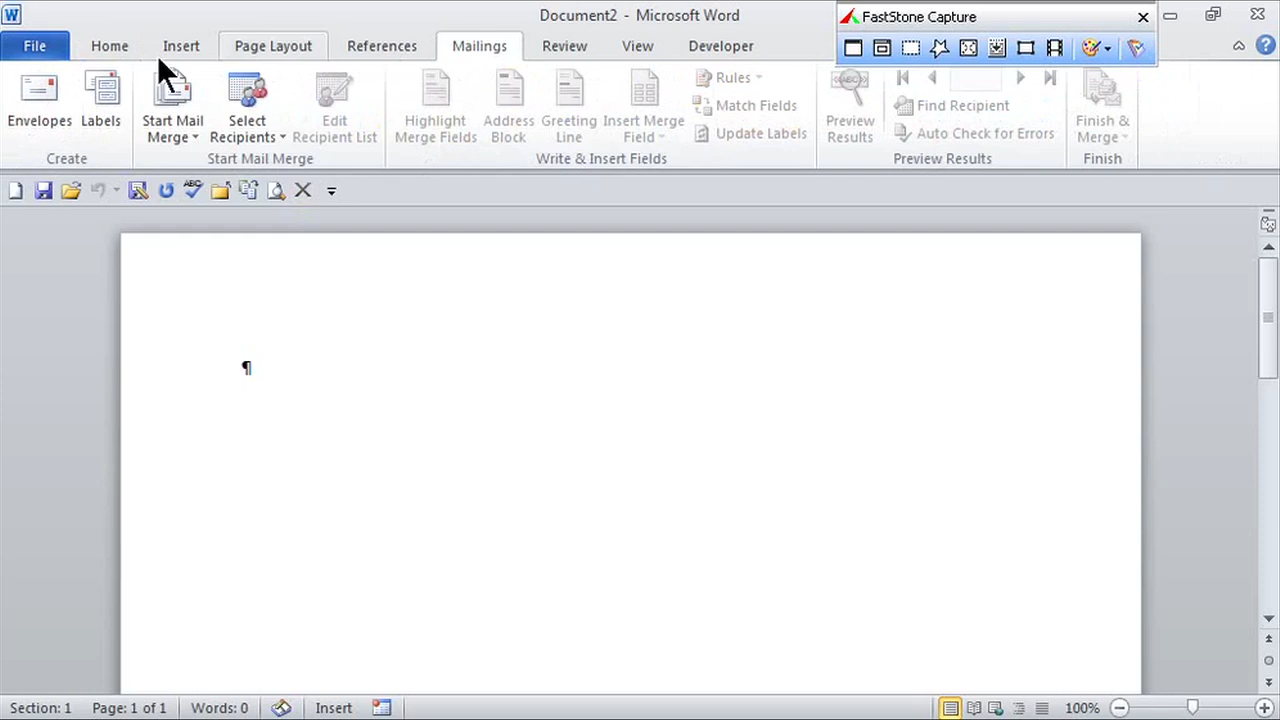 Document2 - Microsoft Word
FastStone Capture
File Home Insert Page Layout References Mailings Review View Developer
Envelopes Labels
Create
Start Mail Merge Select Recipients Edit Recipient List
Start Mail Merge
Highlight Merge Fields Address Block Greeting Line Insert Merge Field
Rules
Match Fields
Update Labels
Write & Insert Fields
Preview Results
Find Recipient
Auto Check for Errors
Preview Results
Finish & Merge
Finish
¶
Section: 1 Page: 1 of 1 Words: 0 Insert 100%